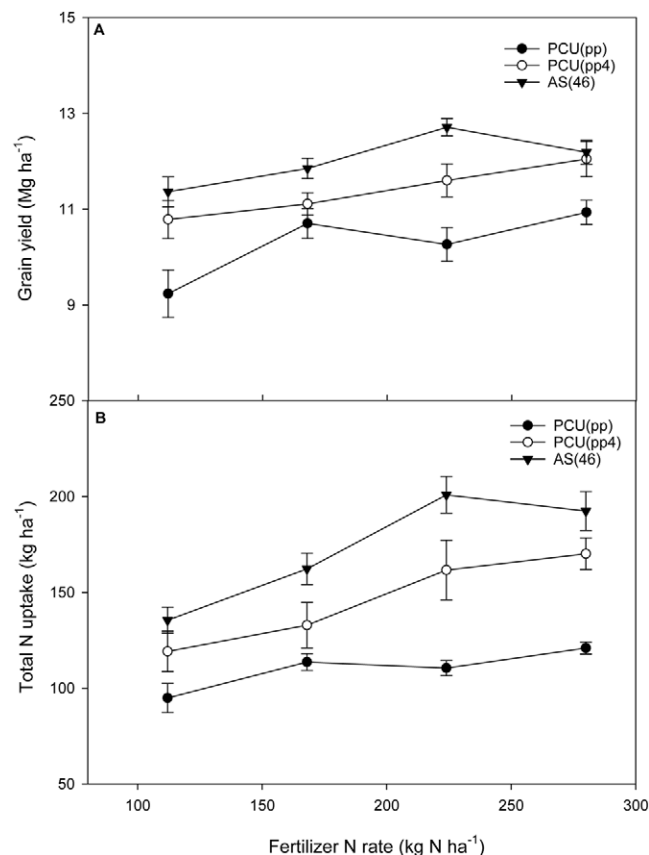 A
15
13
11
9
Grain yield (Mg ha⁻¹)
PCU(pp)
PCU(pp4)
AS(46)
B
250
200
150
100
50
Total N uptake (kg ha⁻¹)
PCU(pp)
PCU(pp4)
AS(46)
100 150 200 250 300
Fertilizer N rate (kg N ha⁻¹)